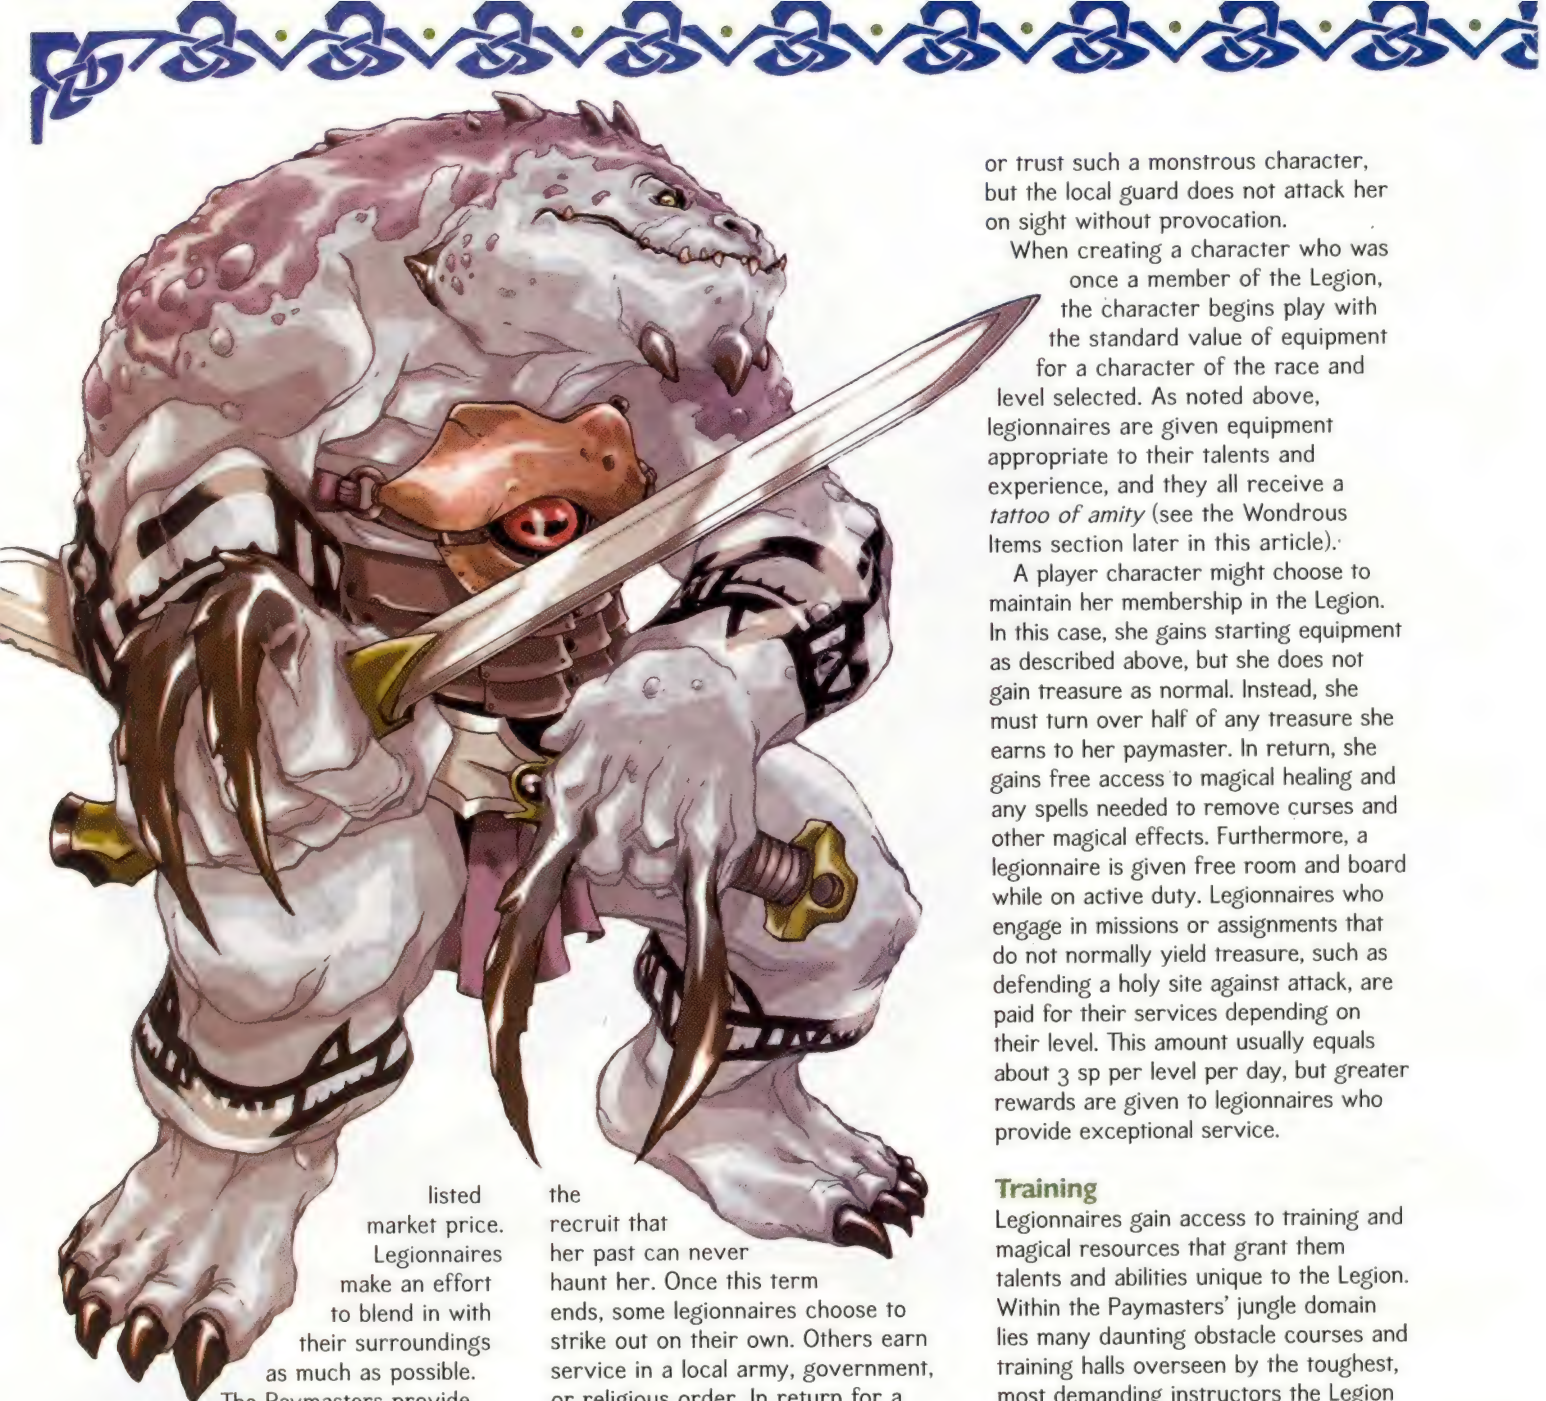 listed
market price.
Legionnaires
make an effort
to blend in with
their surroundings
as much as possible.
The Paymasters provide
the
recruit that
her past can never
haunt her. Once this term
ends, some legionnaires choose to
strike out on their own. Others earn
service in a local army, government,
or religious order. In return for a
or trust such a monstrous character,
but the local guard does not attack her
on sight without provocation.
When creating a character who was
once a member of the Legion,
the character begins play with
the standard value of equipment
for a character of the race and
level selected. As noted above,
legionnaires are given equipment
appropriate to their talents and
experience, and they all receive a
tattoo of amity (see the Wondrous
Items section later in this article).
A player character might choose to
maintain her membership in the Legion.
In this case, she gains starting equipment
as described above, but she does not
gain treasure as normal. Instead, she
must turn over half of any treasure she
earns to her paymaster. In return, she
gains free access to magical healing and
any spells needed to remove curses and
other magical effects. Furthermore, a
legionnaire is given free room and board
while on active duty. Legionnaires who
engage in missions or assignments that
do not normally yield treasure, such as
defending a holy site against attack, are
paid for their services depending on
their level. This amount usually equals
about 3 sp per level per day, but greater
rewards are given to legionnaires who
provide exceptional service.
Training
Legionnaires gain access to training and
magical resources that grant them
talents and abilities unique to the Legion.
Within the Paymasters' jungle domain
lies many daunting obstacle courses and
training halls overseen by the toughest,
most demanding instructors the Legion